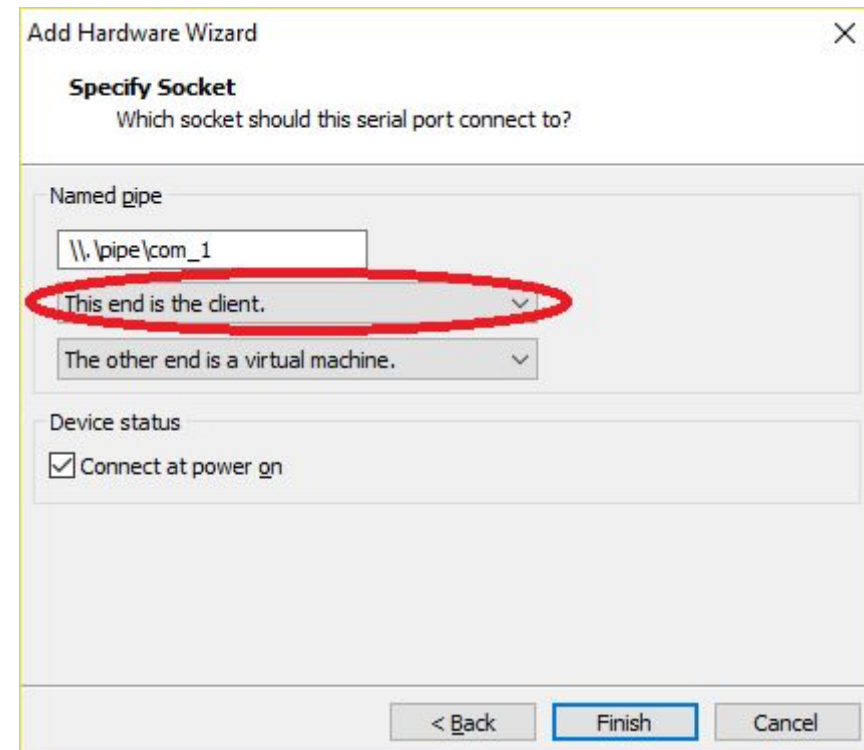 Add Hardware Wizard
Specify Socket
Which socket should this serial port connect to?
Named pipe
\\.\pipe\com_1
This end is the client.
The other end is a virtual machine.
Device status
Connect at power on
< Back
Finish
Cancel